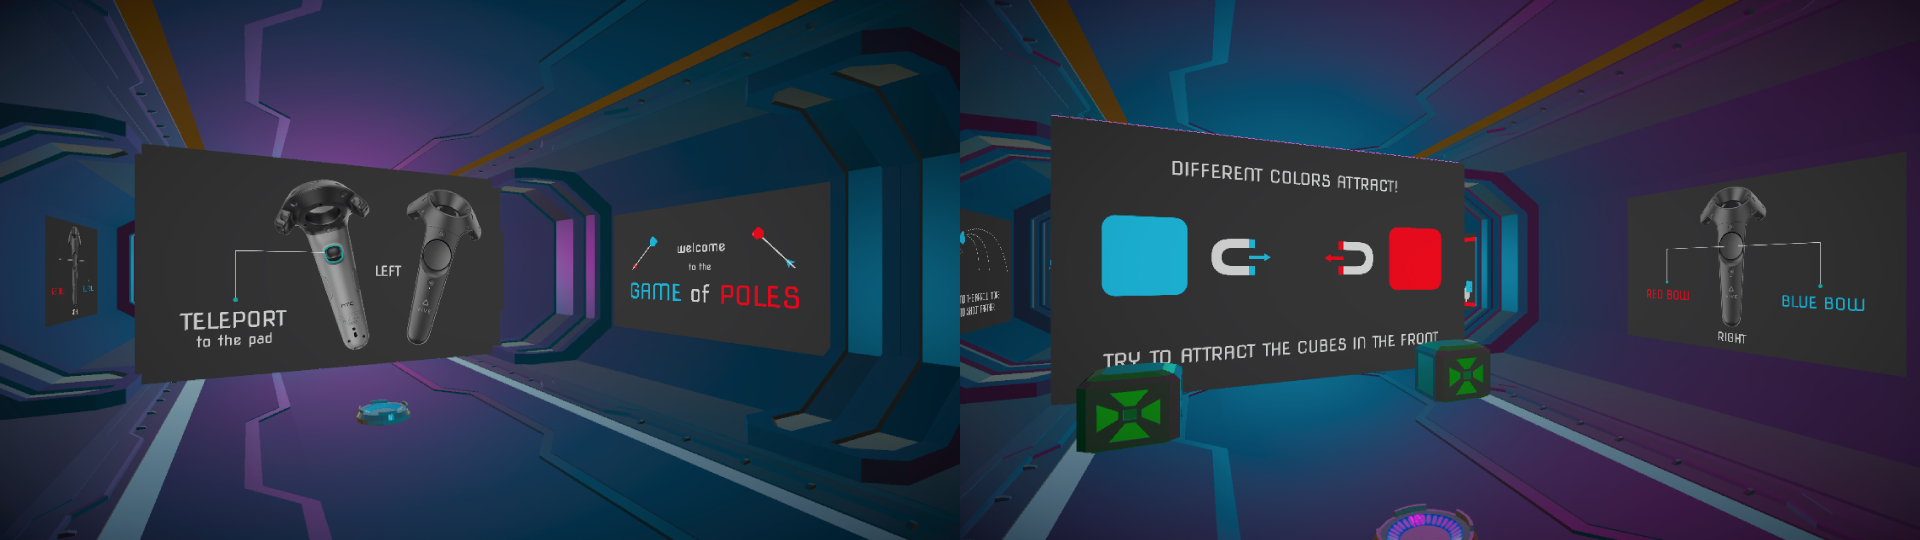 TELEPORT
to the pad
LEFT
welcome
to the
GAME of POLES
DIFFERENT COLORS ATTRACT!
TRY TO ATTRACT THE CUBES IN THE FRONT
RED BOW
BLUE BOW
RIGHT